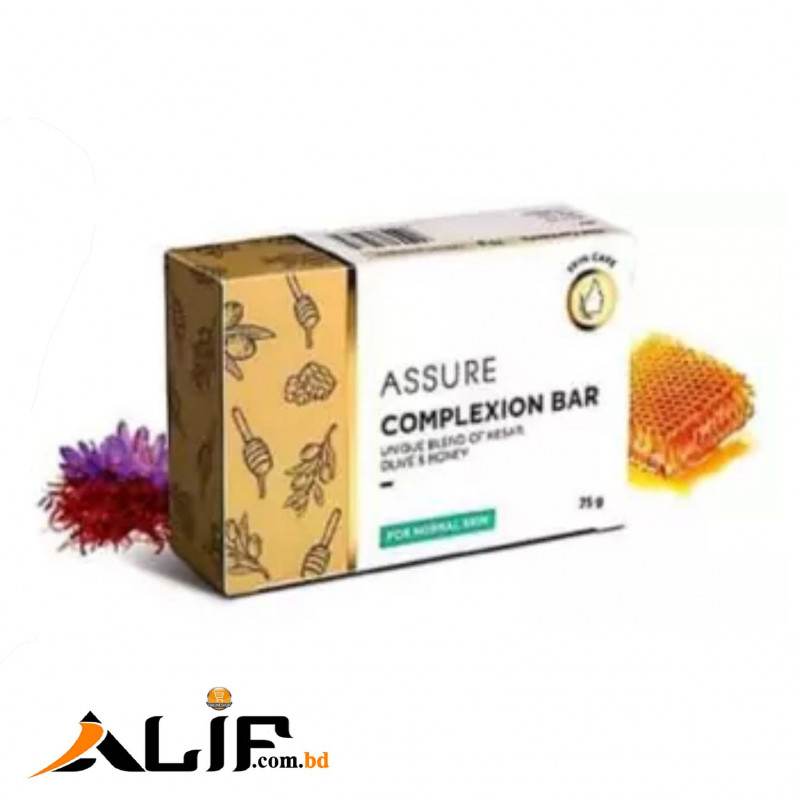 SKIN CARE
ASSURE
COMPLEXION BAR
UNIQUE BLEND OF KESAR,
OLIVE & HONEY
75 g
FOR NORMAL SKIN
ALIF
.com.bd